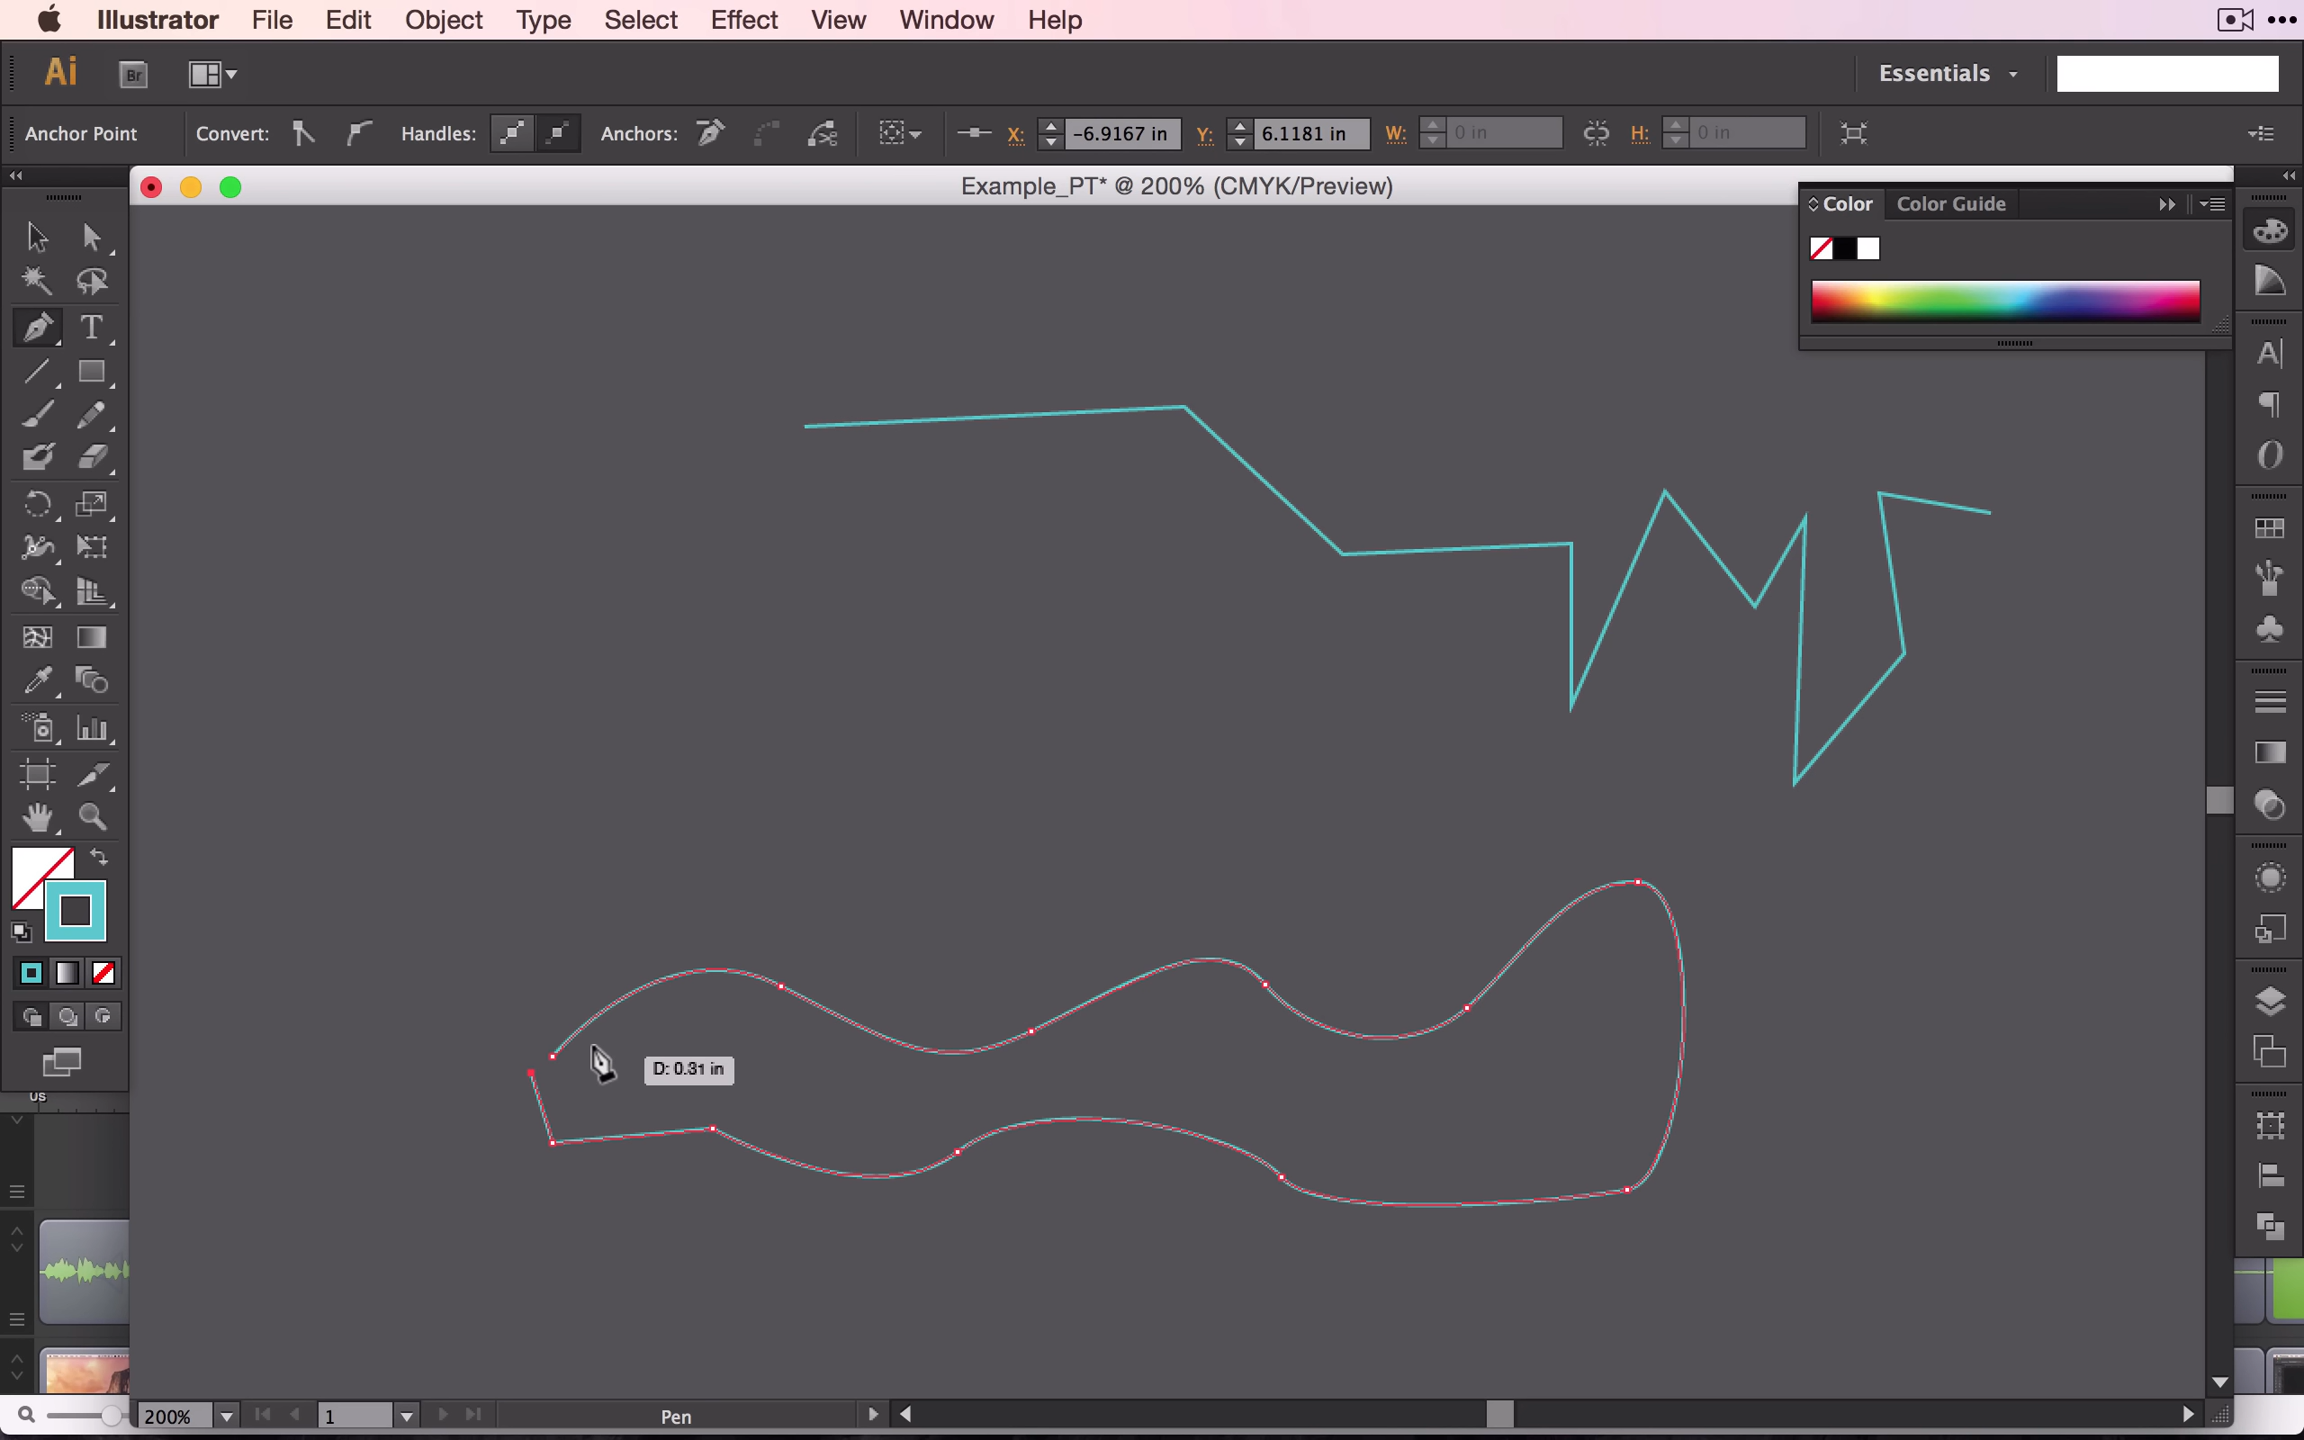 Illustrator File Edit Object Type Select Effect View Window Help
Ai Br Essentials
Anchor Point Convert: Handles: Anchors: X: -6.9167 in Y: 6.1181 in W: 0 in H: 0 in
Example_PT* @ 200% (CMYK/Preview)
Color Color Guide
T
A
D: 0.31 in
US
200% 1 Pen